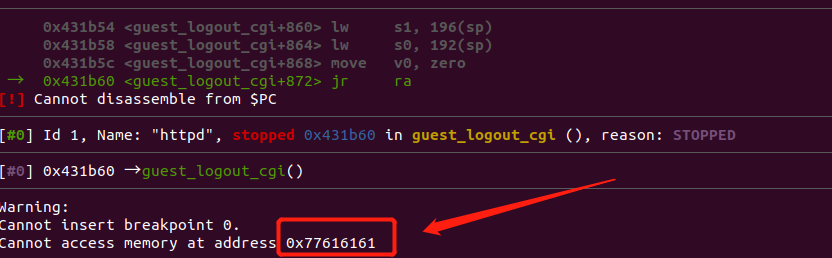 0x431b54 <guest_logout_cgi+860> lw s1, 196(sp)
0x431b58 <guest_logout_cgi+864> lw s0, 192(sp)
0x431b5c <guest_logout_cgi+868> move v0, zero
→ 0x431b60 <guest_logout_cgi+872> jr ra
[!] Cannot disassemble from $PC
[#0] Id 1, Name: "httpd", stopped 0x431b60 in guest_logout_cgi (), reason: STOPPED
[#0] 0x431b60 →guest_logout_cgi()
Warning:
Cannot insert breakpoint 0.
Cannot access memory at address 0x77616161